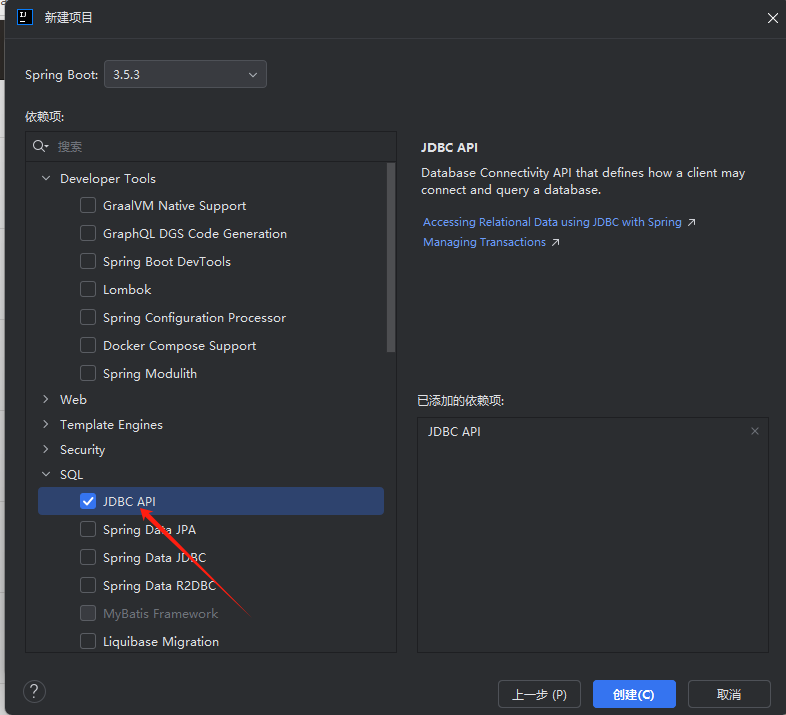 新建项目
Spring Boot:
3.5.3
依赖项:
搜索
Developer Tools
GraalVM Native Support
GraphQL DGS Code Generation
Spring Boot DevTools
Lombok
Spring Configuration Processor
Docker Compose Support
Spring Modulith
Web
Template Engines
Security
SQL
JDBC API
Spring Data JPA
Spring Data JDBC
Spring Data R2DBC
MyBatis Framework
Liquibase Migration
JDBC API
Database Connectivity API that defines how a client may
connect and query a database.
Accessing Relational Data using JDBC with Spring
Managing Transactions
已添加的依赖项:
JDBC API
?
上一步 (P)
创建(C)
取消